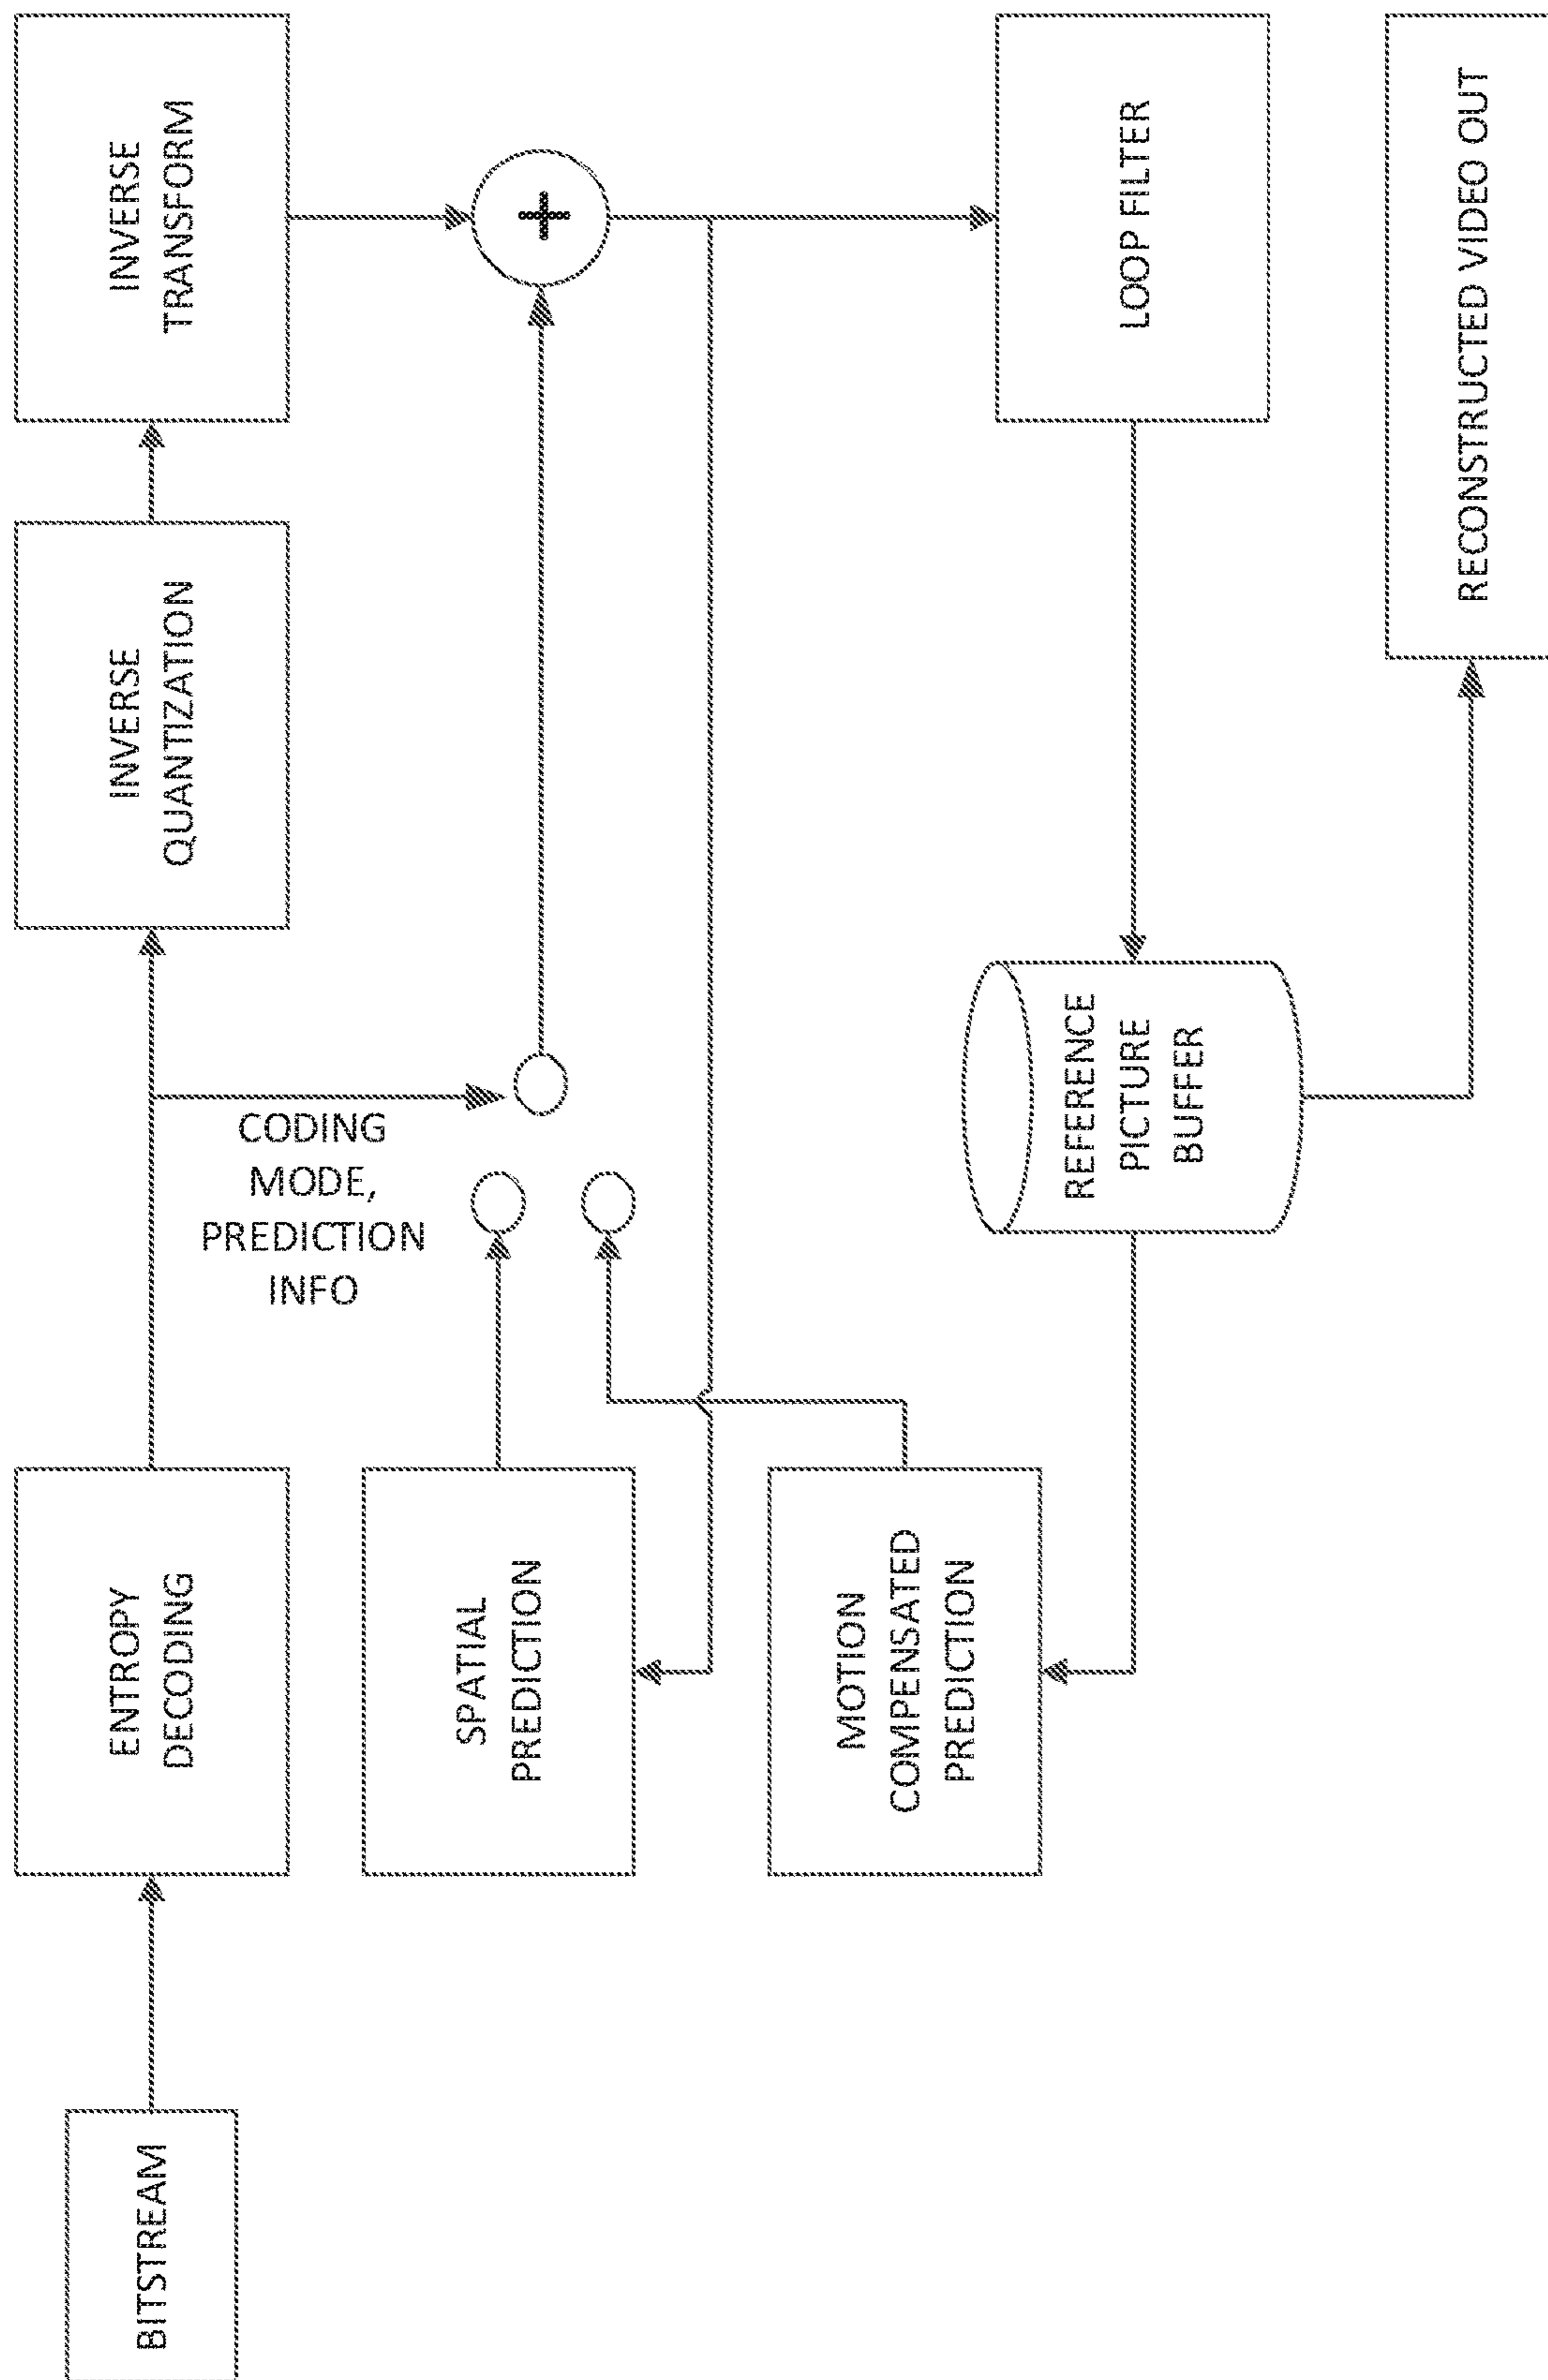 BITSTREAM
ENTROPY
DECODING
INVERSE
QUANTIZATION
INVERSE
TRANSFORM
CODING
MODE,
PREDICTION
INFO
+
SPATIAL
PREDICTION
MOTION
COMPENSATED
PREDICTION
REFERENCE
PICTURE
BUFFER
LOOP FILTER
RECONSTRUCTED VIDEO OUT